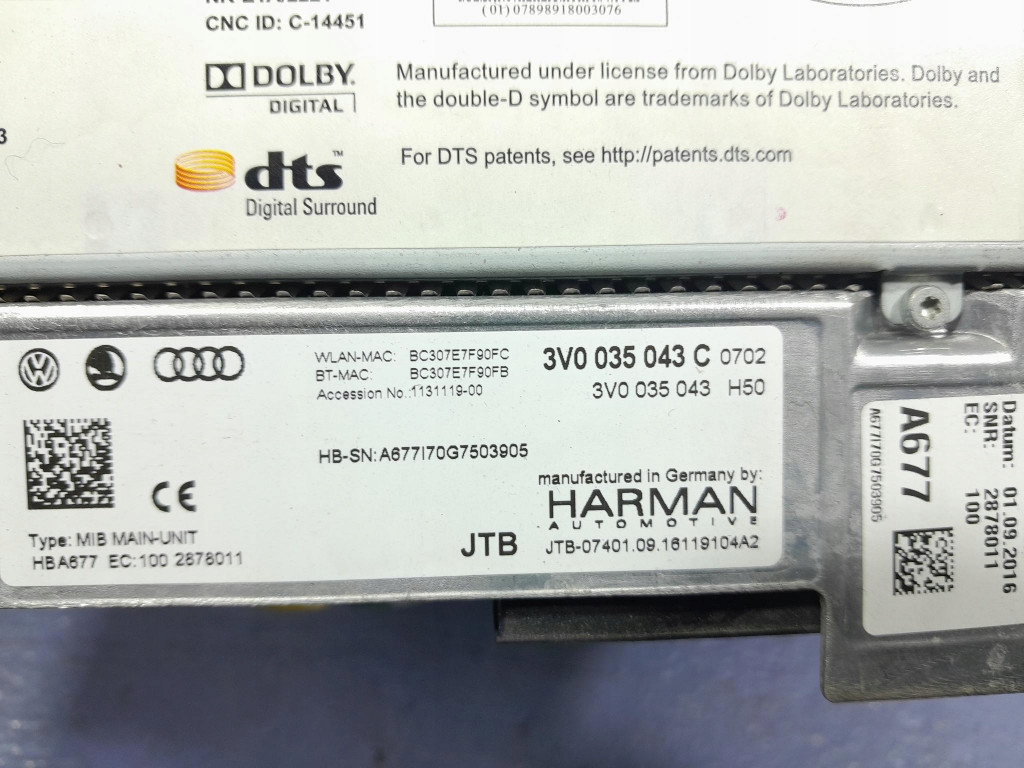 CNC ID: C-14451
(01) 07898918003076
DOLBY.
DIGITAL
Manufactured under license from Dolby Laboratories. Dolby and
the double-D symbol are trademarks of Dolby Laboratories.
3
dts™
Digital Surround
For DTS patents, see http://patents.dts.com
WLAN-MAC: BC307E7F90FC
BT-MAC: BC307E7F90FB
Accession No.:1131119-00
3V0 035 043 C 0702
3V0 035 043 H50
HB-SN:A677I70G7503905
CE
manufactured in Germany by:
HARMAN
AUTOMOTIVE
Type: MIB MAIN-UNIT
HBA677 EC:100 2878011
JTB JTB-07401.09.16119104A2
Datum: 01.09.2016
SNR: 2878011
EC: 100
A677
A677I70G7503905